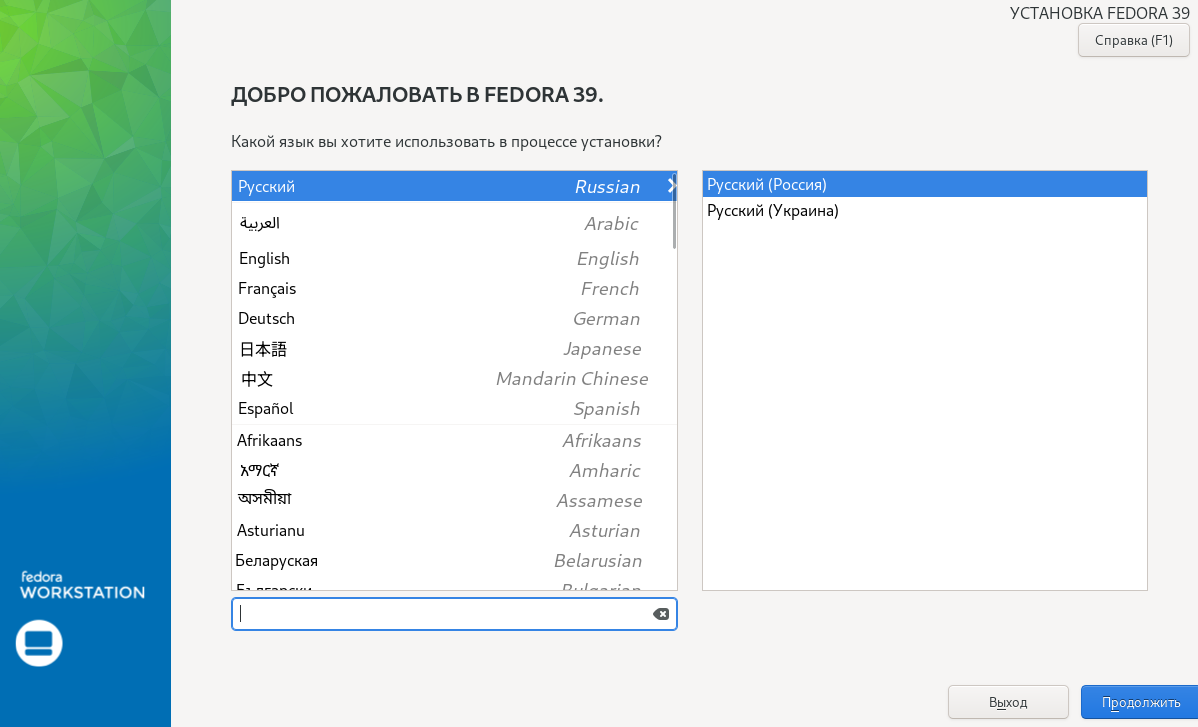 УСТАНОВКА FEDORA 39
Справка (F1)
ДОБРО ПОЖАЛОВАТЬ В FEDORA 39.
Какой язык вы хотите использовать в процессе установки?
Русский Russian
العربية Arabic
English English
Français French
Deutsch German
日本語 Japanese
中文 Mandarin Chinese
Español Spanish
Afrikaans Afrikaans
አማርኛ Amharic
অসমীয়া Assamese
Asturianu Asturian
Беларуская Belarusian
Български Bulgarian
Русский (Россия)
Русский (Украина)
fedora
WORKSTATION
Выход
Продолжить